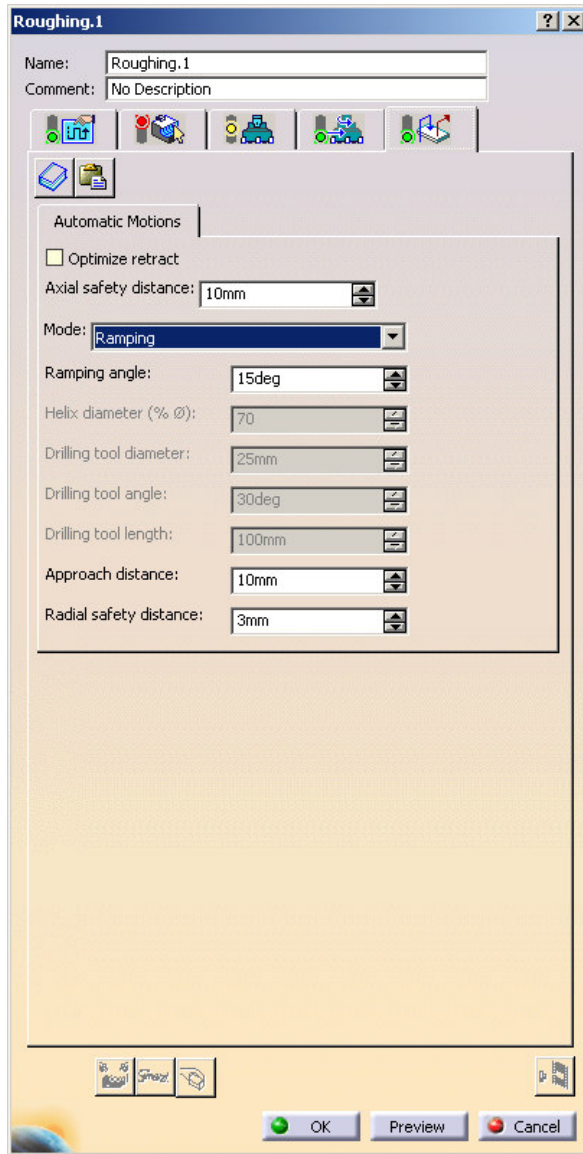 Roughing.1
Name: Roughing.1
Comment: No Description
Automatic Motions
Optimize retract
Axial safety distance: 10mm
Mode: Ramping
Ramping angle: 15deg
Helix diameter (% Ø): 70
Drilling tool diameter: 25mm
Drilling tool angle: 30deg
Drilling tool length: 100mm
Approach distance: 10mm
Radial safety distance: 3mm
OK Preview Cancel